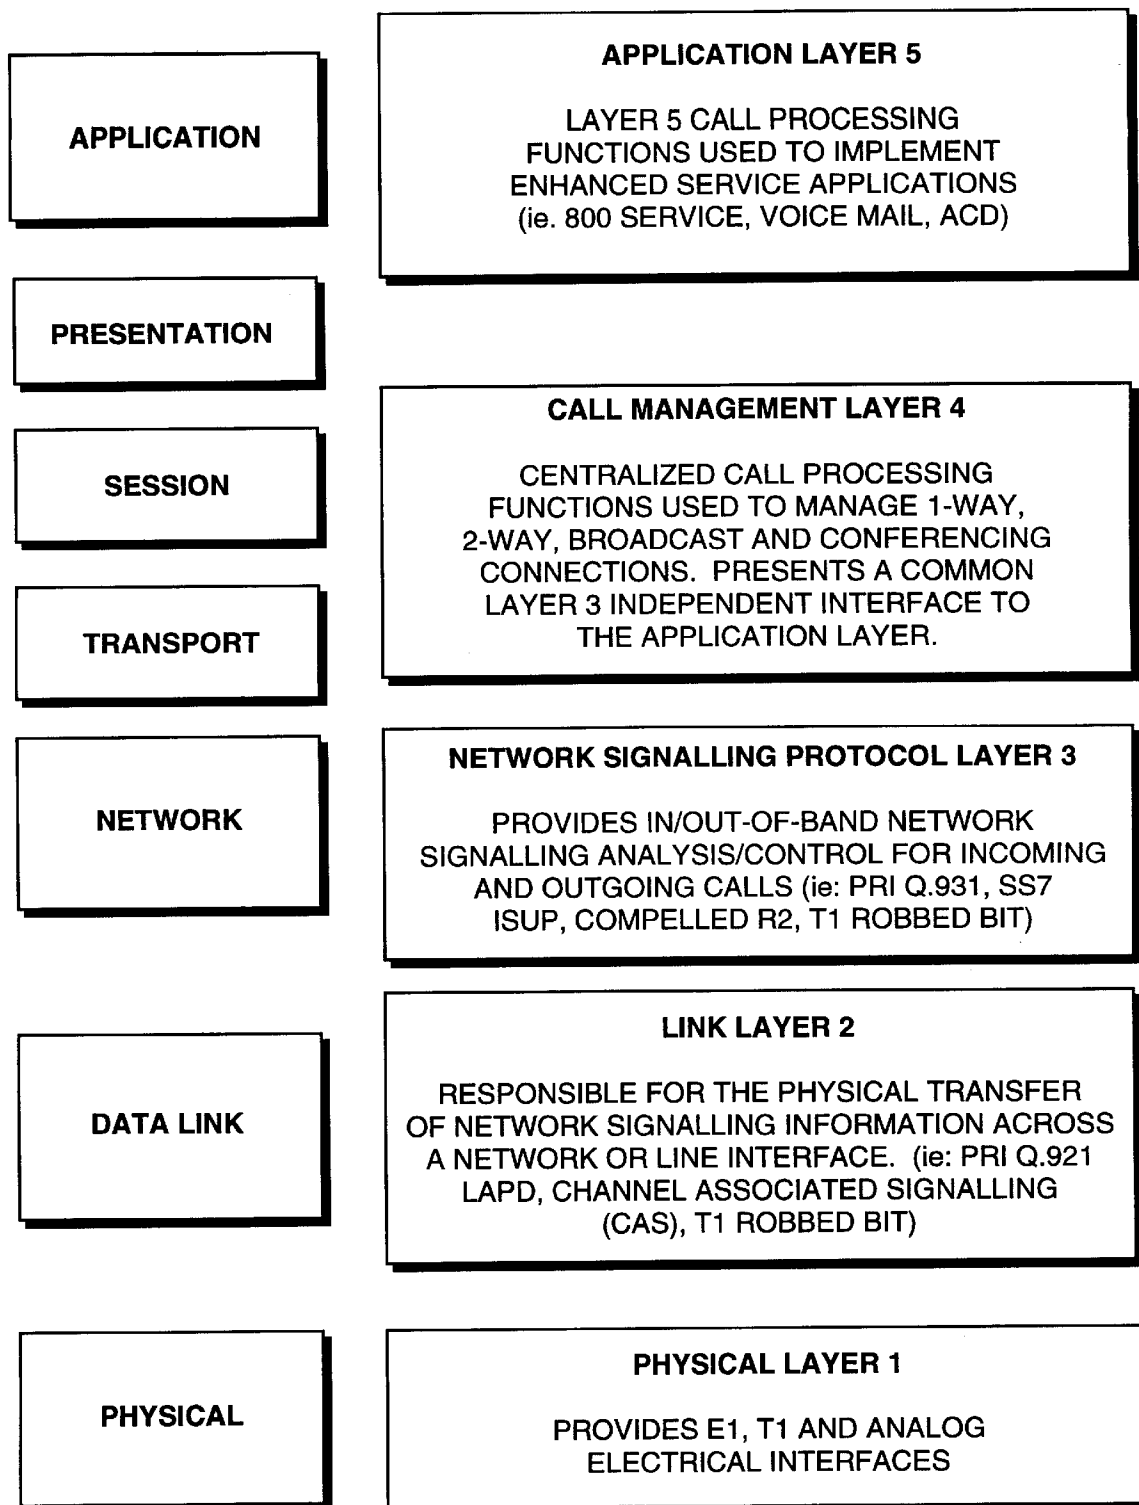 APPLICATION
APPLICATION LAYER 5
LAYER 5 CALL PROCESSING
FUNCTIONS USED TO IMPLEMENT
ENHANCED SERVICE APPLICATIONS
(ie. 800 SERVICE, VOICE MAIL, ACD)
PRESENTATION
SESSION
TRANSPORT
CALL MANAGEMENT LAYER 4
CENTRALIZED CALL PROCESSING
FUNCTIONS USED TO MANAGE 1-WAY,
2-WAY, BROADCAST AND CONFERENCING
CONNECTIONS. PRESENTS A COMMON
LAYER 3 INDEPENDENT INTERFACE TO
THE APPLICATION LAYER.
NETWORK
NETWORK SIGNALLING PROTOCOL LAYER 3
PROVIDES IN/OUT-OF-BAND NETWORK
SIGNALLING ANALYSIS/CONTROL FOR INCOMING
AND OUTGOING CALLS (ie: PRI Q.931, SS7
ISUP, COMPELLED R2, T1 ROBBED BIT)
DATA LINK
LINK LAYER 2
RESPONSIBLE FOR THE PHYSICAL TRANSFER
OF NETWORK SIGNALLING INFORMATION ACROSS
A NETWORK OR LINE INTERFACE. (ie: PRI Q.921
LAPD, CHANNEL ASSOCIATED SIGNALLING
(CAS), T1 ROBBED BIT)
PHYSICAL
PHYSICAL LAYER 1
PROVIDES E1, T1 AND ANALOG
ELECTRICAL INTERFACES